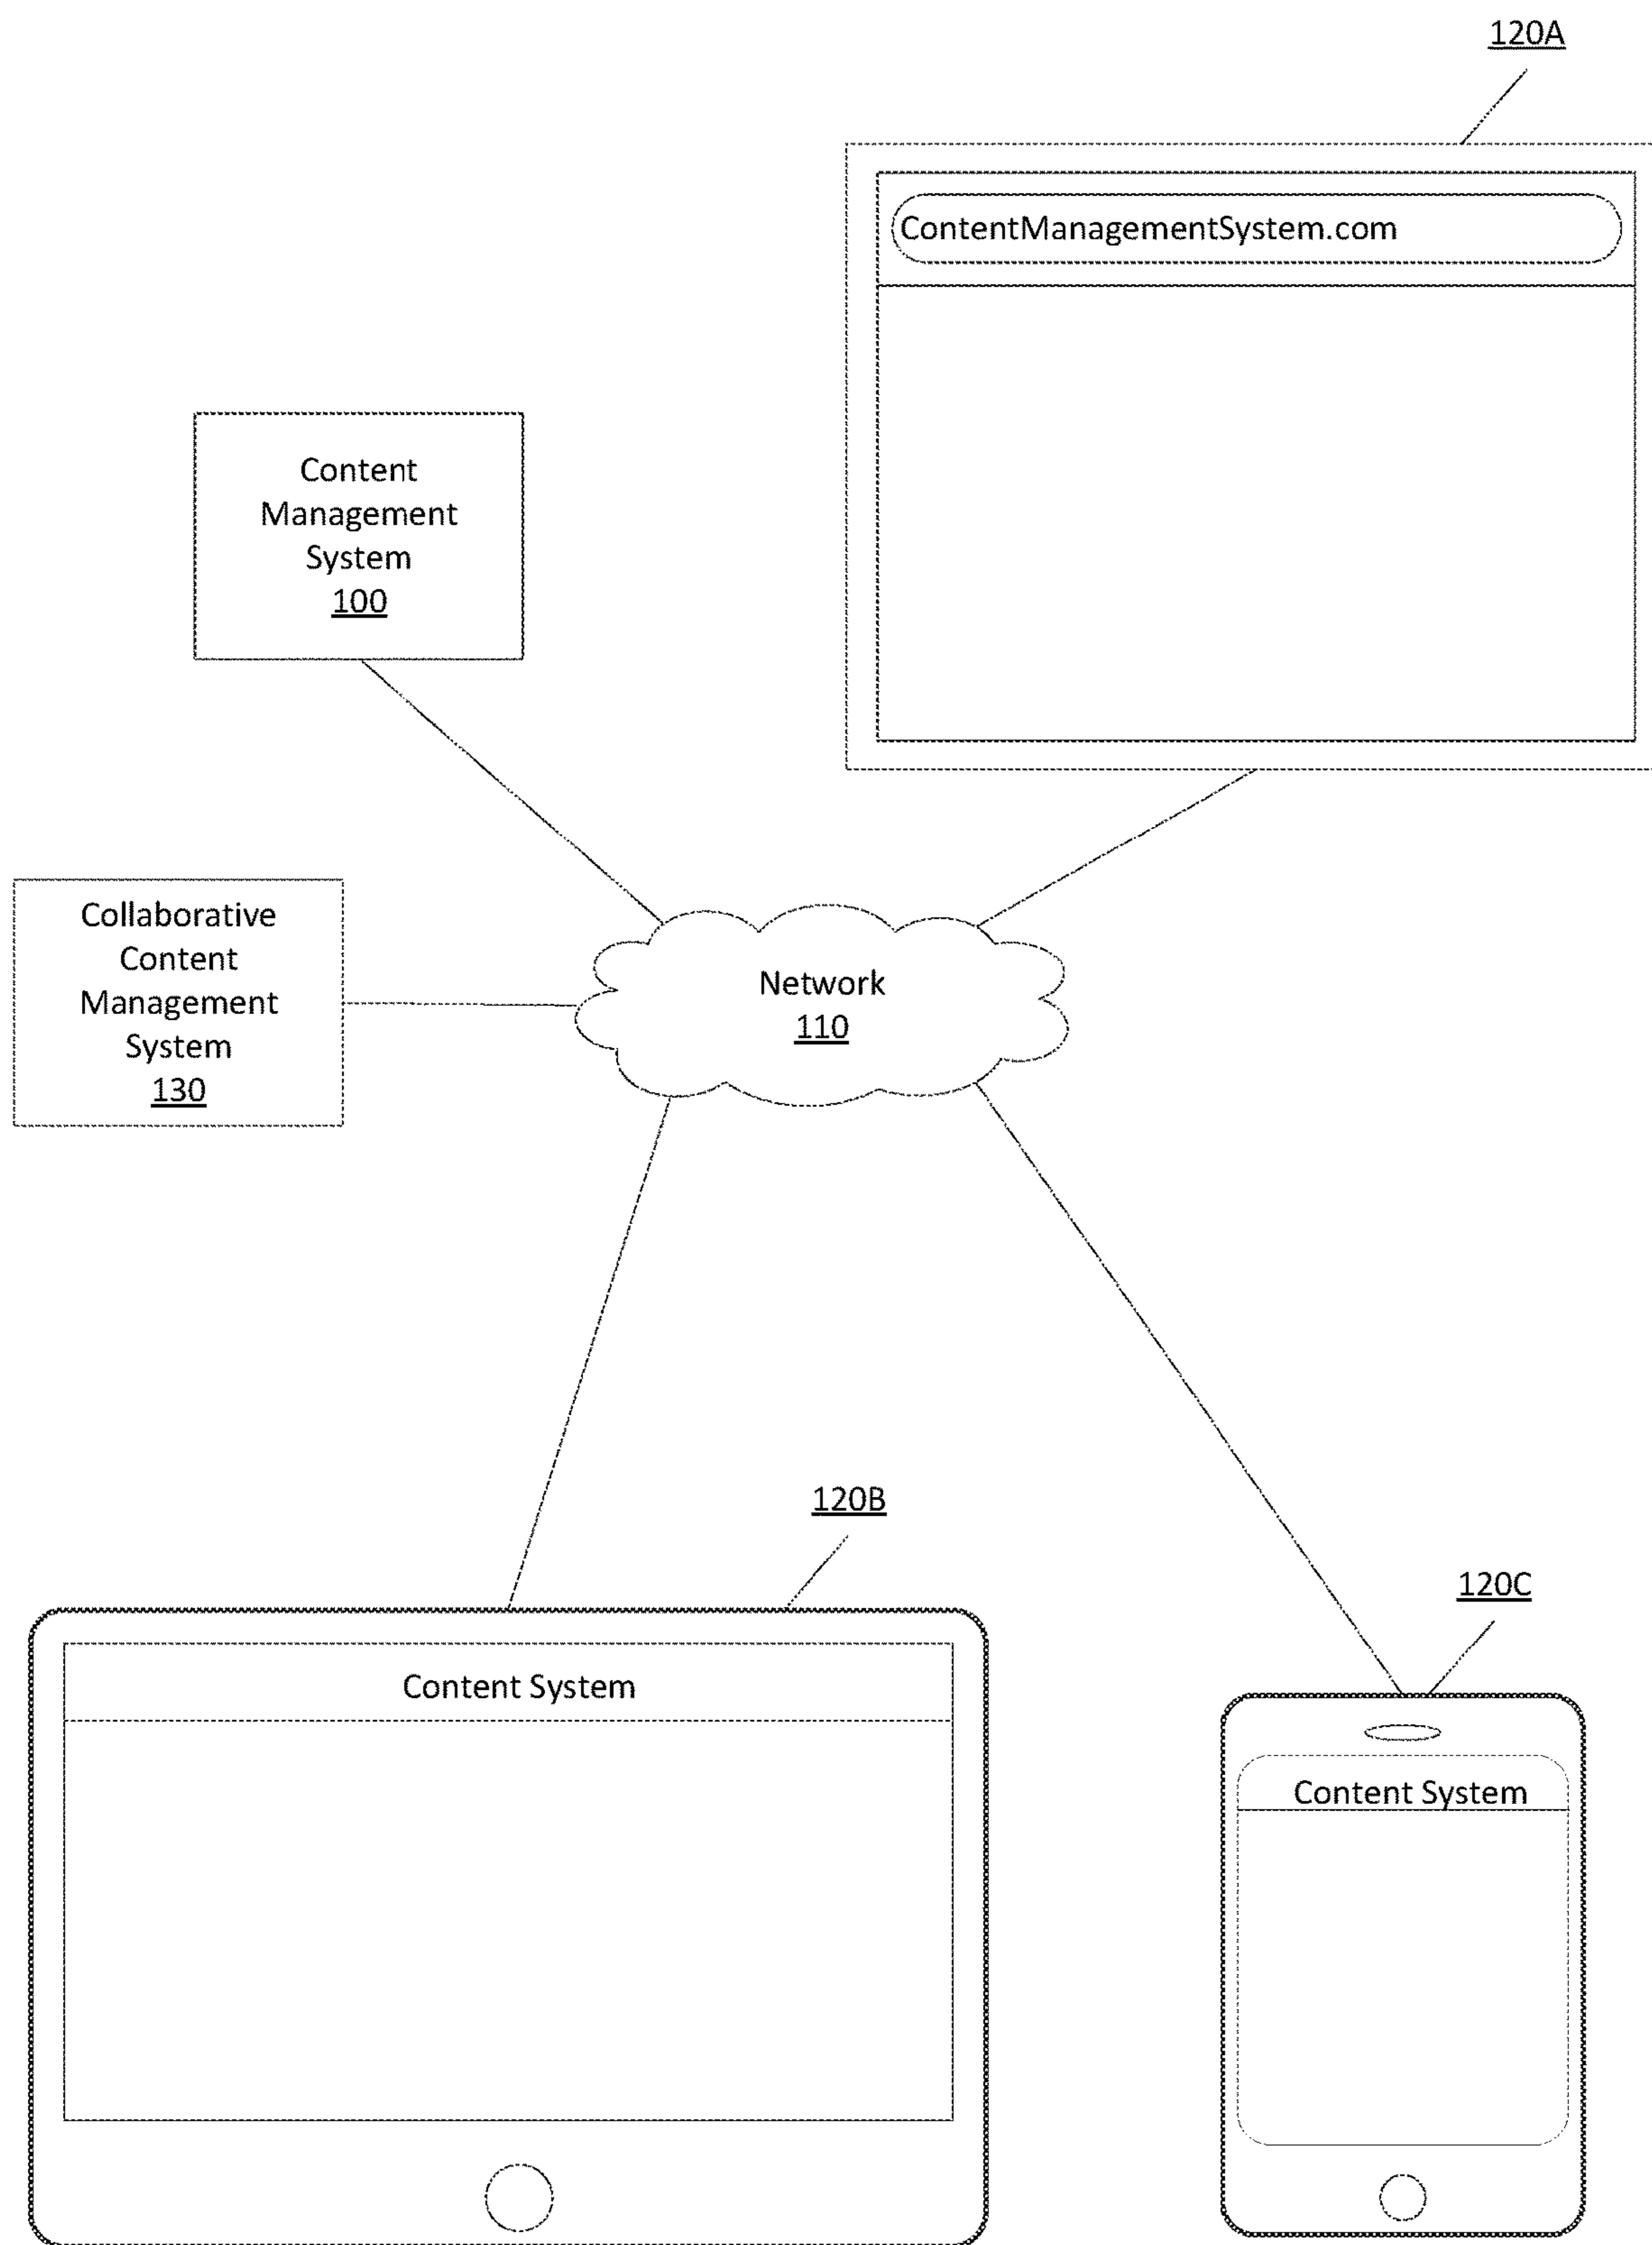 120A
ContentManagementSystem.com
Content
Management
System
100
Collaborative
Content
Management
System
130
Network
110
120B
120C
Content System
Content System